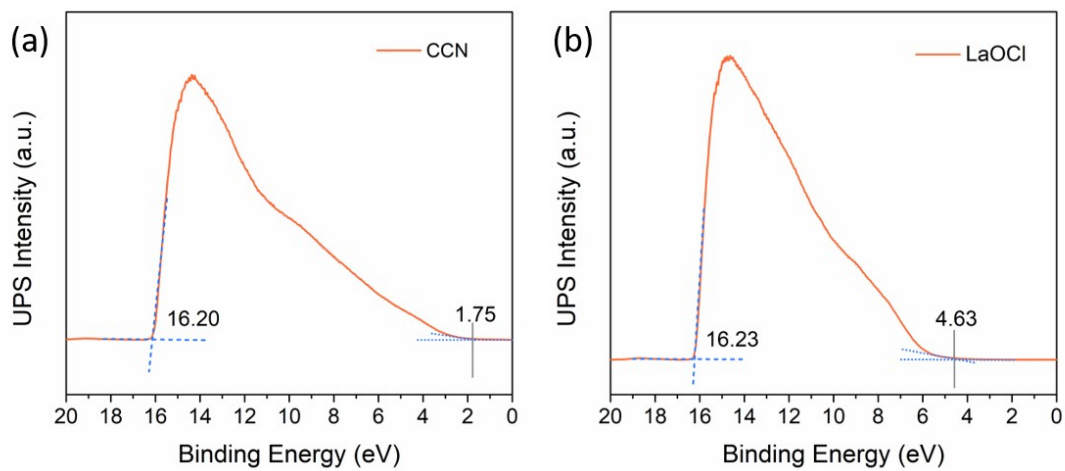 (a)
CCN
UPS Intensity (a.u.)
16.20
1.75
20 18 16 14 12 10 8 6 4 2 0
Binding Energy (eV)
(b)
LaOCl
UPS Intensity (a.u.)
16.23
4.63
20 18 16 14 12 10 8 6 4 2 0
Binding Energy (eV)